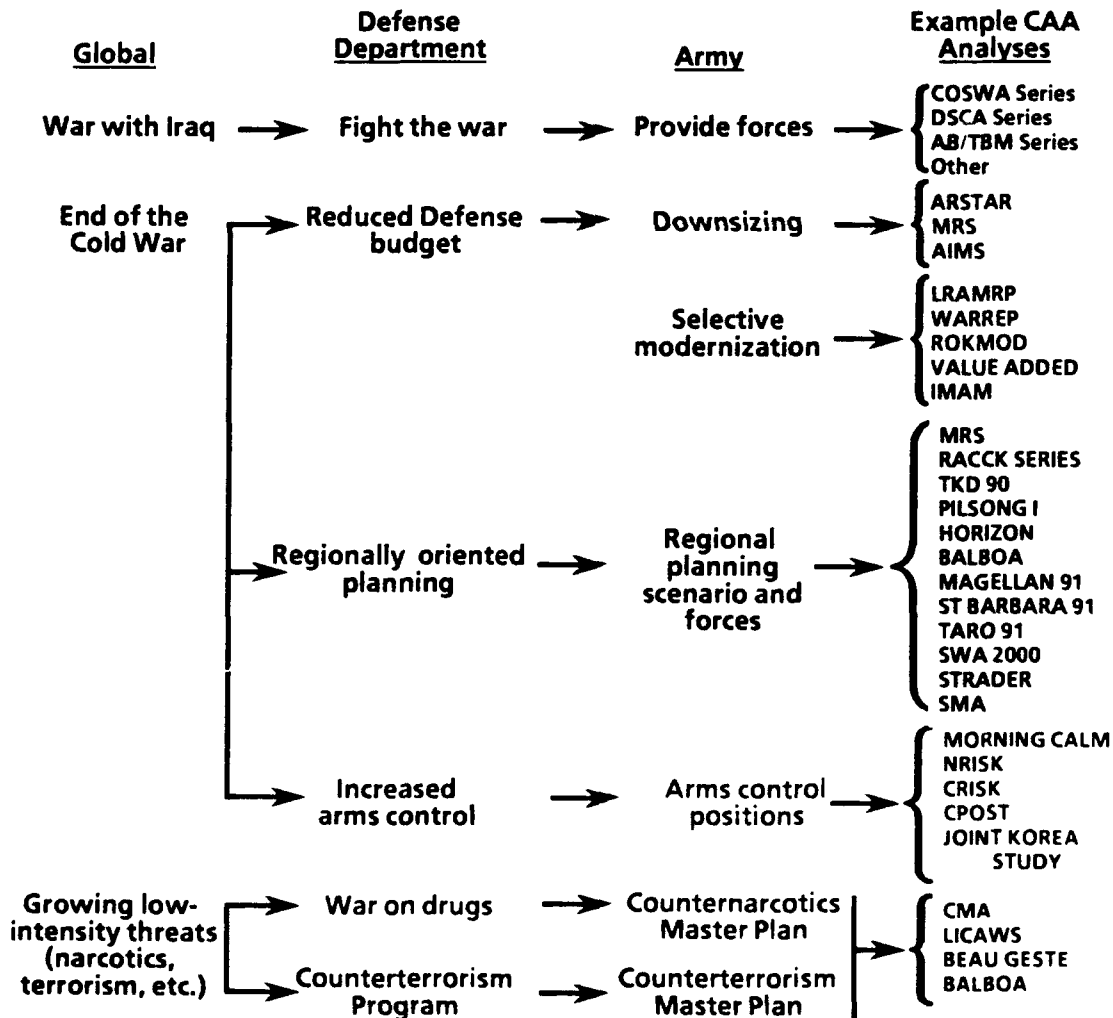 Global
Defense
Department
Army
Example CAA
Analyses
War with Iraq
Fight the war
Provide forces
COSWA Series
DSCA Series
AB/TBM Series
Other
End of the
Cold War
Reduced Defense
budget
Downsizing
ARSTAR
MRS
AIMS
Selective
modernization
LRAMRP
WARREP
ROKMOD
VALUE ADDED
IMAM
Regionally oriented
planning
Regional
planning
scenario and
forces
MRS
RACCK SERIES
TKD 90
PILSONG I
HORIZON
BALBOA
MAGELLAN 91
ST BARBARA 91
TARO 91
SWA 2000
STRADER
SMA
Increased
arms control
Arms control
positions
MORNING CALM
NRISK
CRISK
CPOST
JOINT KOREA
STUDY
Growing low-
intensity threats
(narcotics,
terrorism, etc.)
War on drugs
Counternarcotics
Master Plan
Counterterrorism
Program
Counterterrorism
Master Plan
CMA
LICAWS
BEAU GESTE
BALBOA